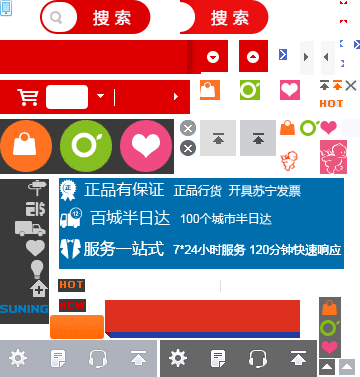 搜索 搜索
HOT
正品有保证 正品行货 开具苏宁发票
百城半日达 100个城市半日达
服务一站式 7*24小时服务 120分钟快速响应
HOT
NEW
SUNING